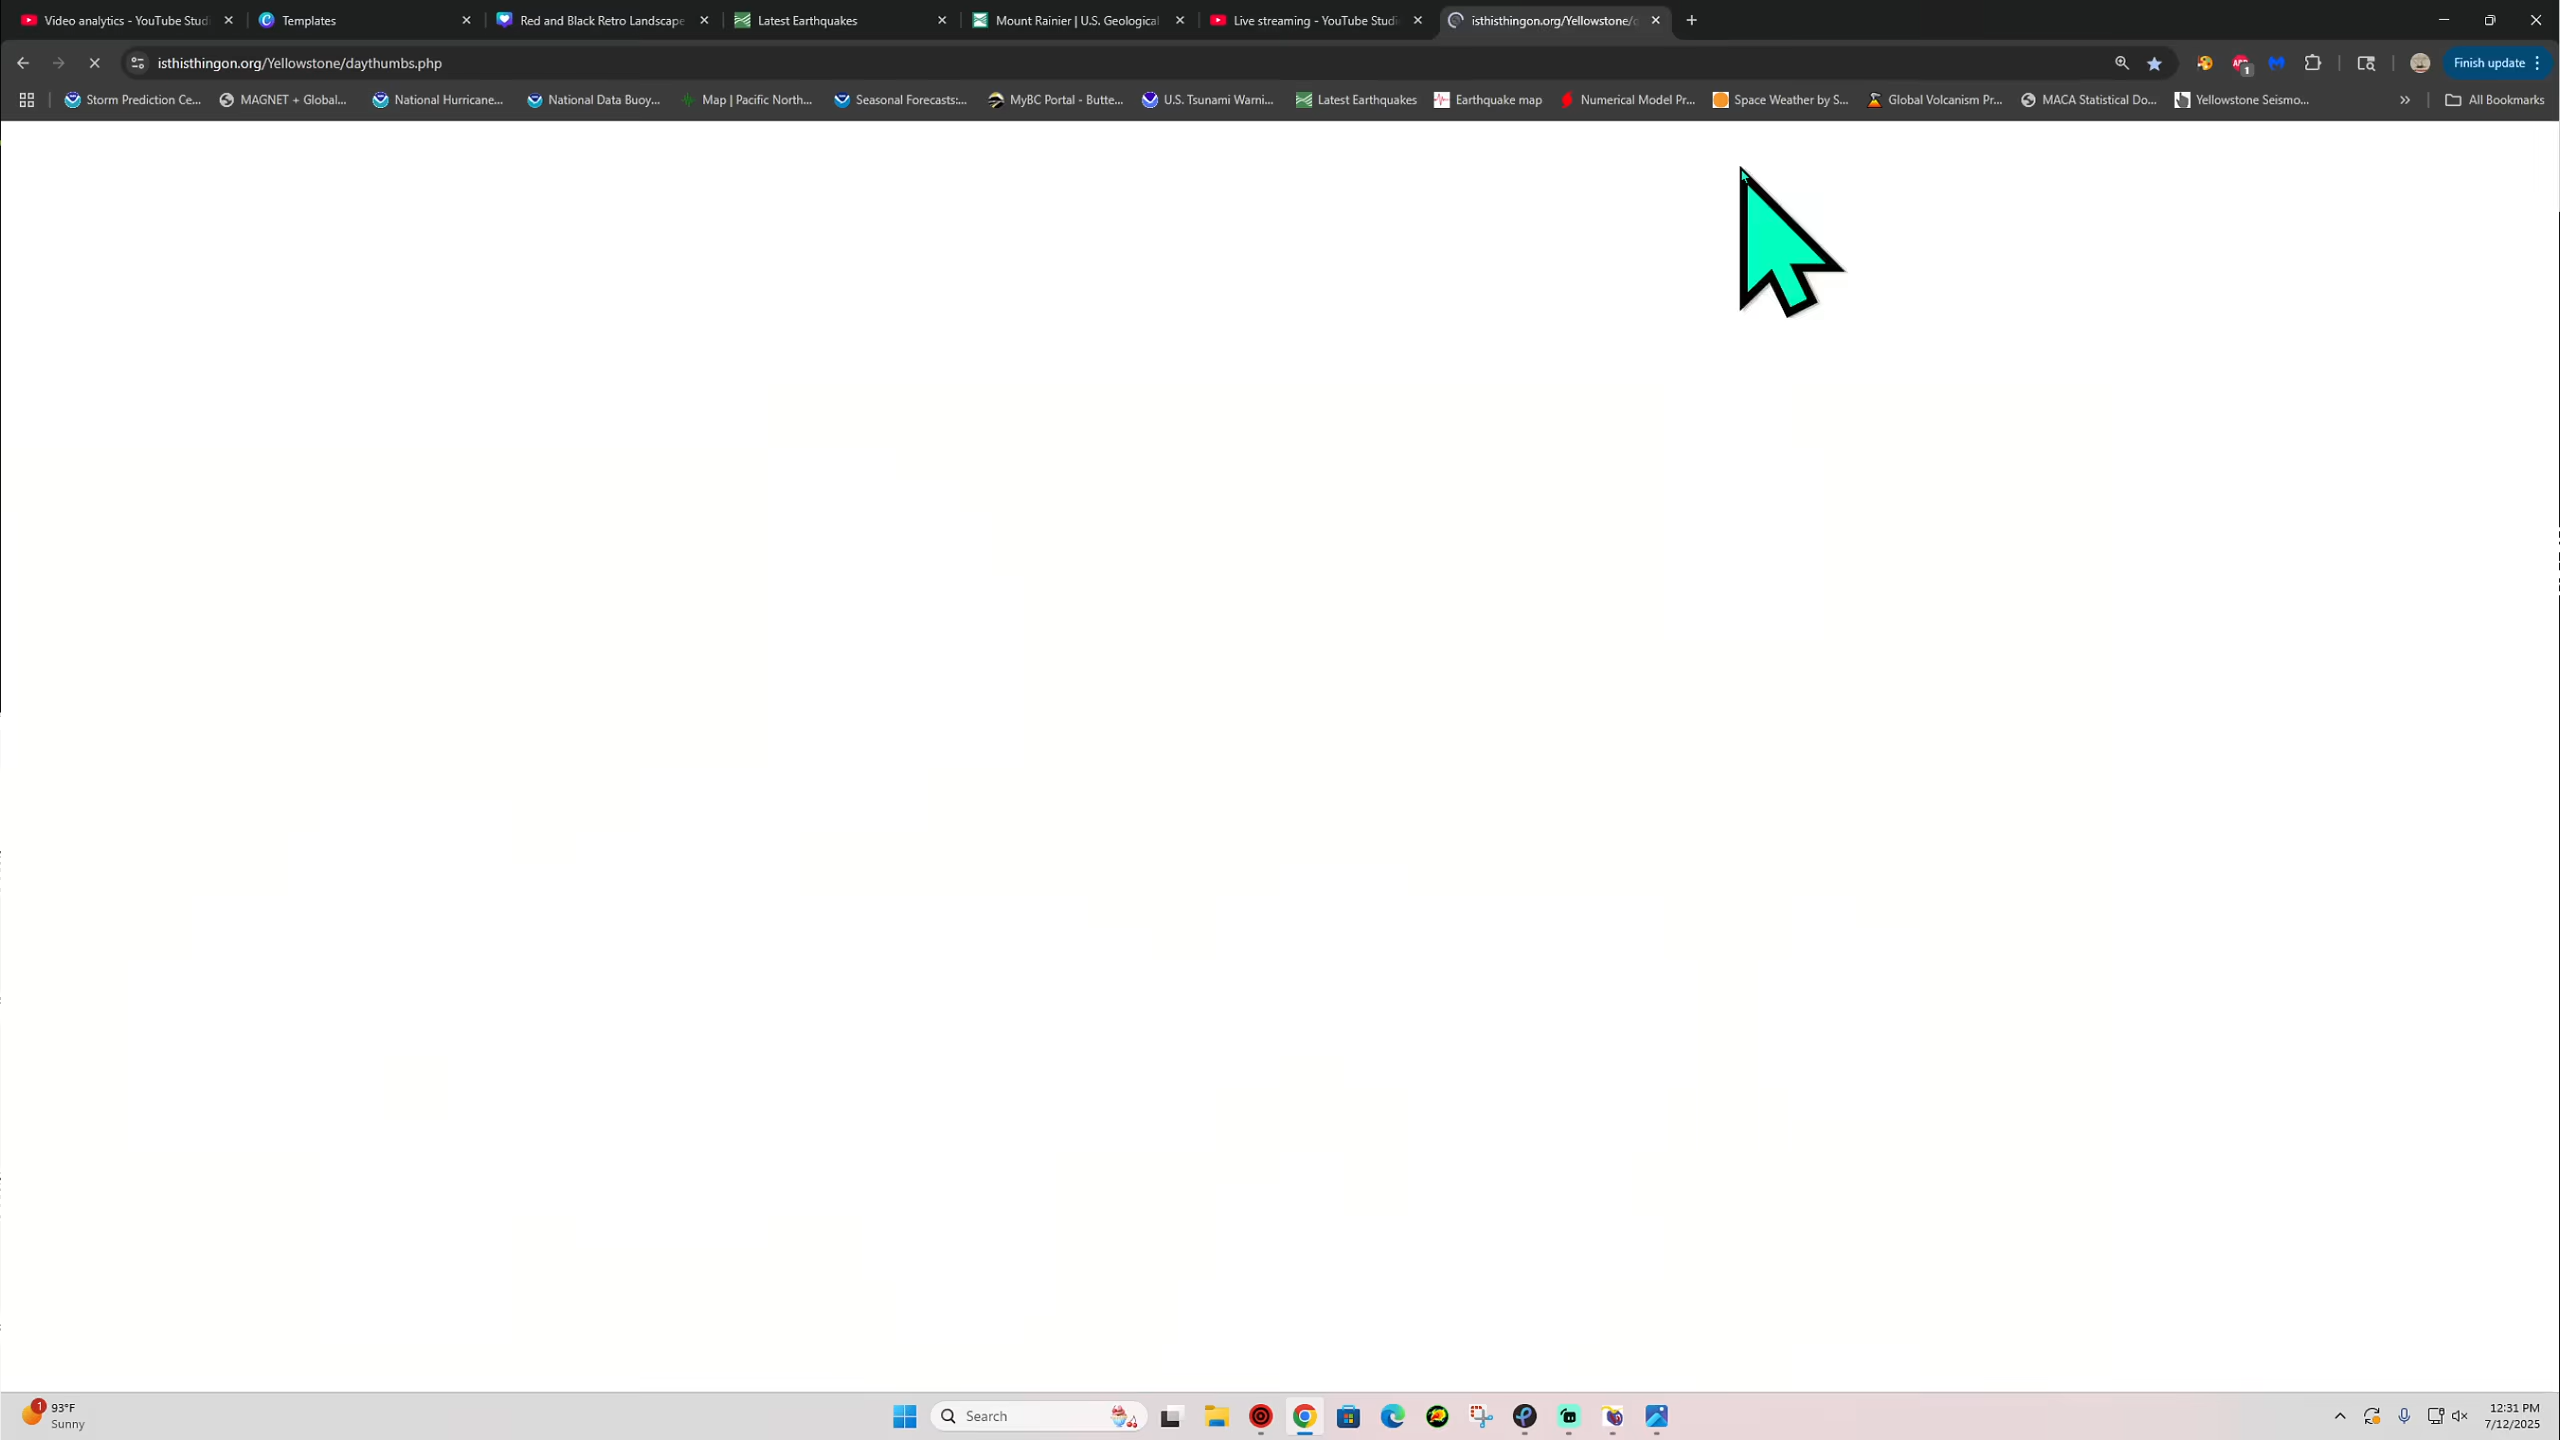 Video analytics - YouTube Studi
Templates
Red and Black Retro Landscape
Latest Earthquakes
Mount Rainier | U.S. Geological
Live streaming - YouTube Studi
isthisthingon.org/Yellowstone/
isthisthingon.org/Yellowstone/daythumbs.php
1
Finish update
Storm Prediction Ce...
MAGNET + Global...
National Hurricane...
National Data Buoy...
Map | Pacific North...
Seasonal Forecasts:...
MyBC Portal - Butte...
U.S. Tsunami Warni...
Latest Earthquakes
Earthquake map
Numerical Model Pr...
Space Weather by S...
Global Volcanism Pr...
MACA Statistical Do...
Yellowstone Seismo...
All Bookmarks
1
93°F
Sunny
Search
12:31 PM
7/12/2025